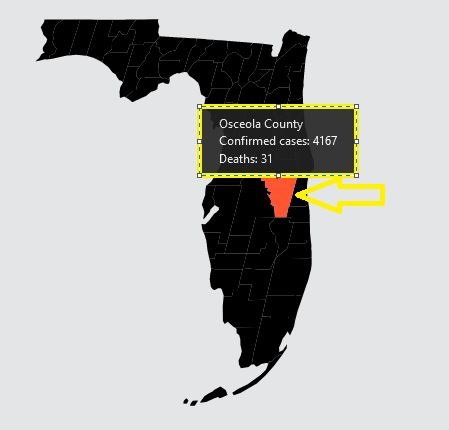 Osceola County
Confirmed cases: 4167
Deaths: 31